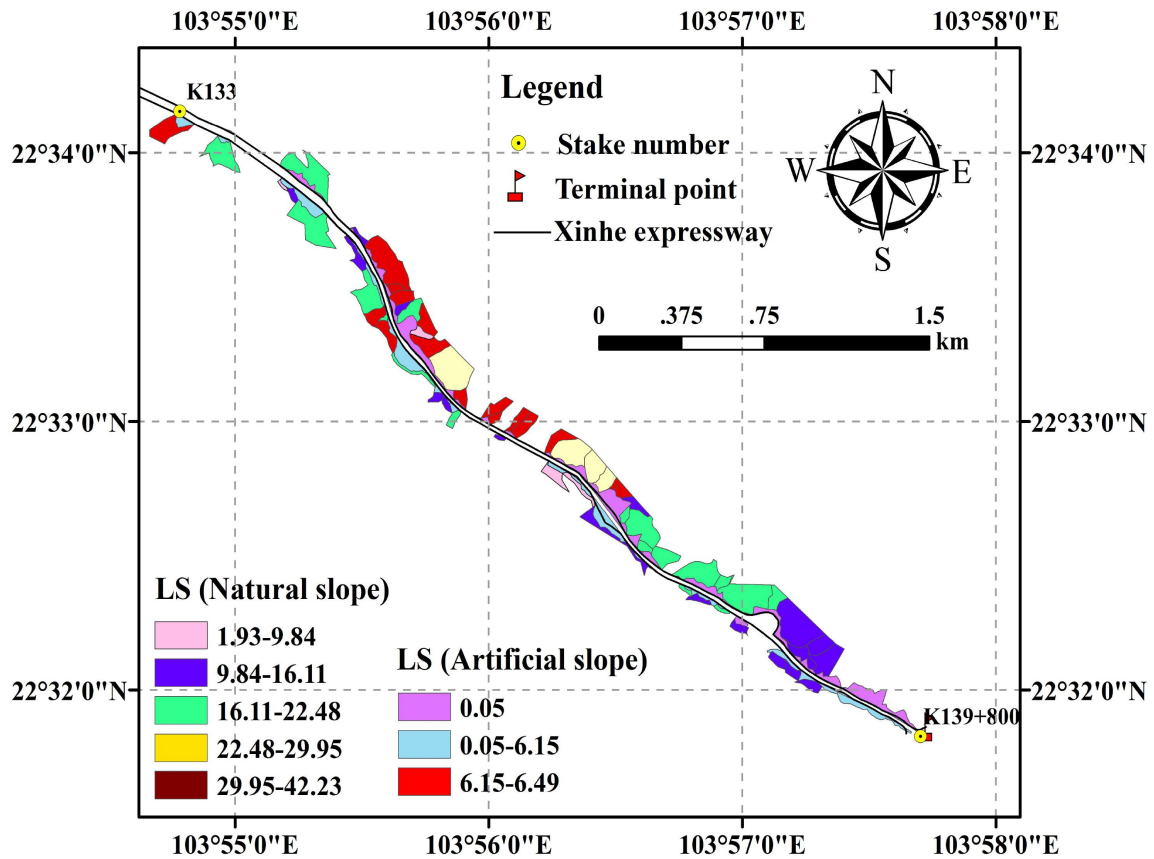 103°55'0"E 103°56'0"E 103°57'0"E 103°58'0"E
K133
Legend
Stake number
Terminal point
Xinhe expressway
N
W E
S
22°34'0"N 22°34'0"N
0 .375 .75 1.5
km
22°33'0"N 22°33'0"N
LS (Natural slope)
1.93-9.84
9.84-16.11
16.11-22.48
22.48-29.95
29.95-42.23
LS (Artificial slope)
0.05
0.05-6.15
6.15-6.49
22°32'0"N 22°32'0"N
K139+800
103°55'0"E 103°56'0"E 103°57'0"E 103°58'0"E